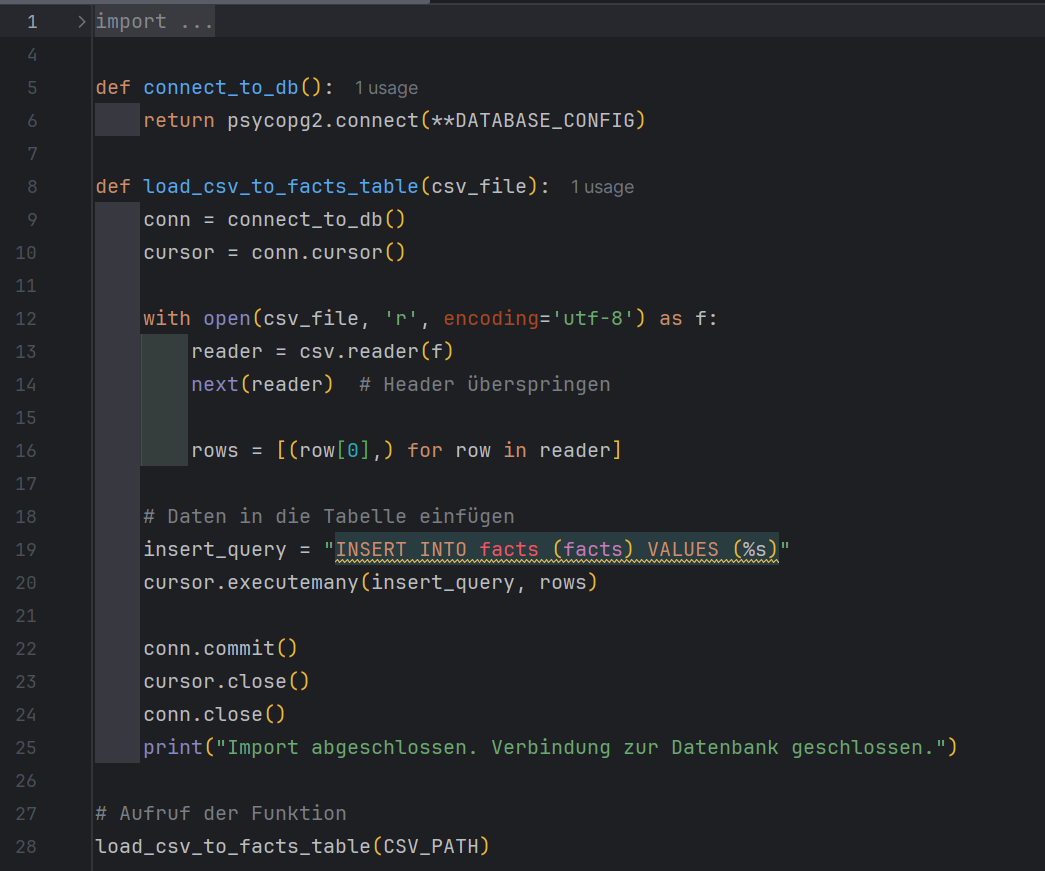 1 import ...
4
5 def connect_to_db(): 1 usage
6 return psycopg2.connect(**DATABASE_CONFIG)
7
8 def load_csv_to_facts_table(csv_file): 1 usage
9 conn = connect_to_db()
10 cursor = conn.cursor()
11
12 with open(csv_file, 'r', encoding='utf-8') as f:
13 reader = csv.reader(f)
14 next(reader)  # Header überspringen
15
16 rows = [(row[0],) for row in reader]
17
18 # Daten in die Tabelle einfügen
19 insert_query = "INSERT INTO facts (facts) VALUES (%s)"
20 cursor.executemany(insert_query, rows)
21
22 conn.commit()
23 cursor.close()
24 conn.close()
25 print("Import abgeschlossen. Verbindung zur Datenbank geschlossen.")
26
27 # Aufruf der Funktion
28 load_csv_to_facts_table(CSV_PATH)